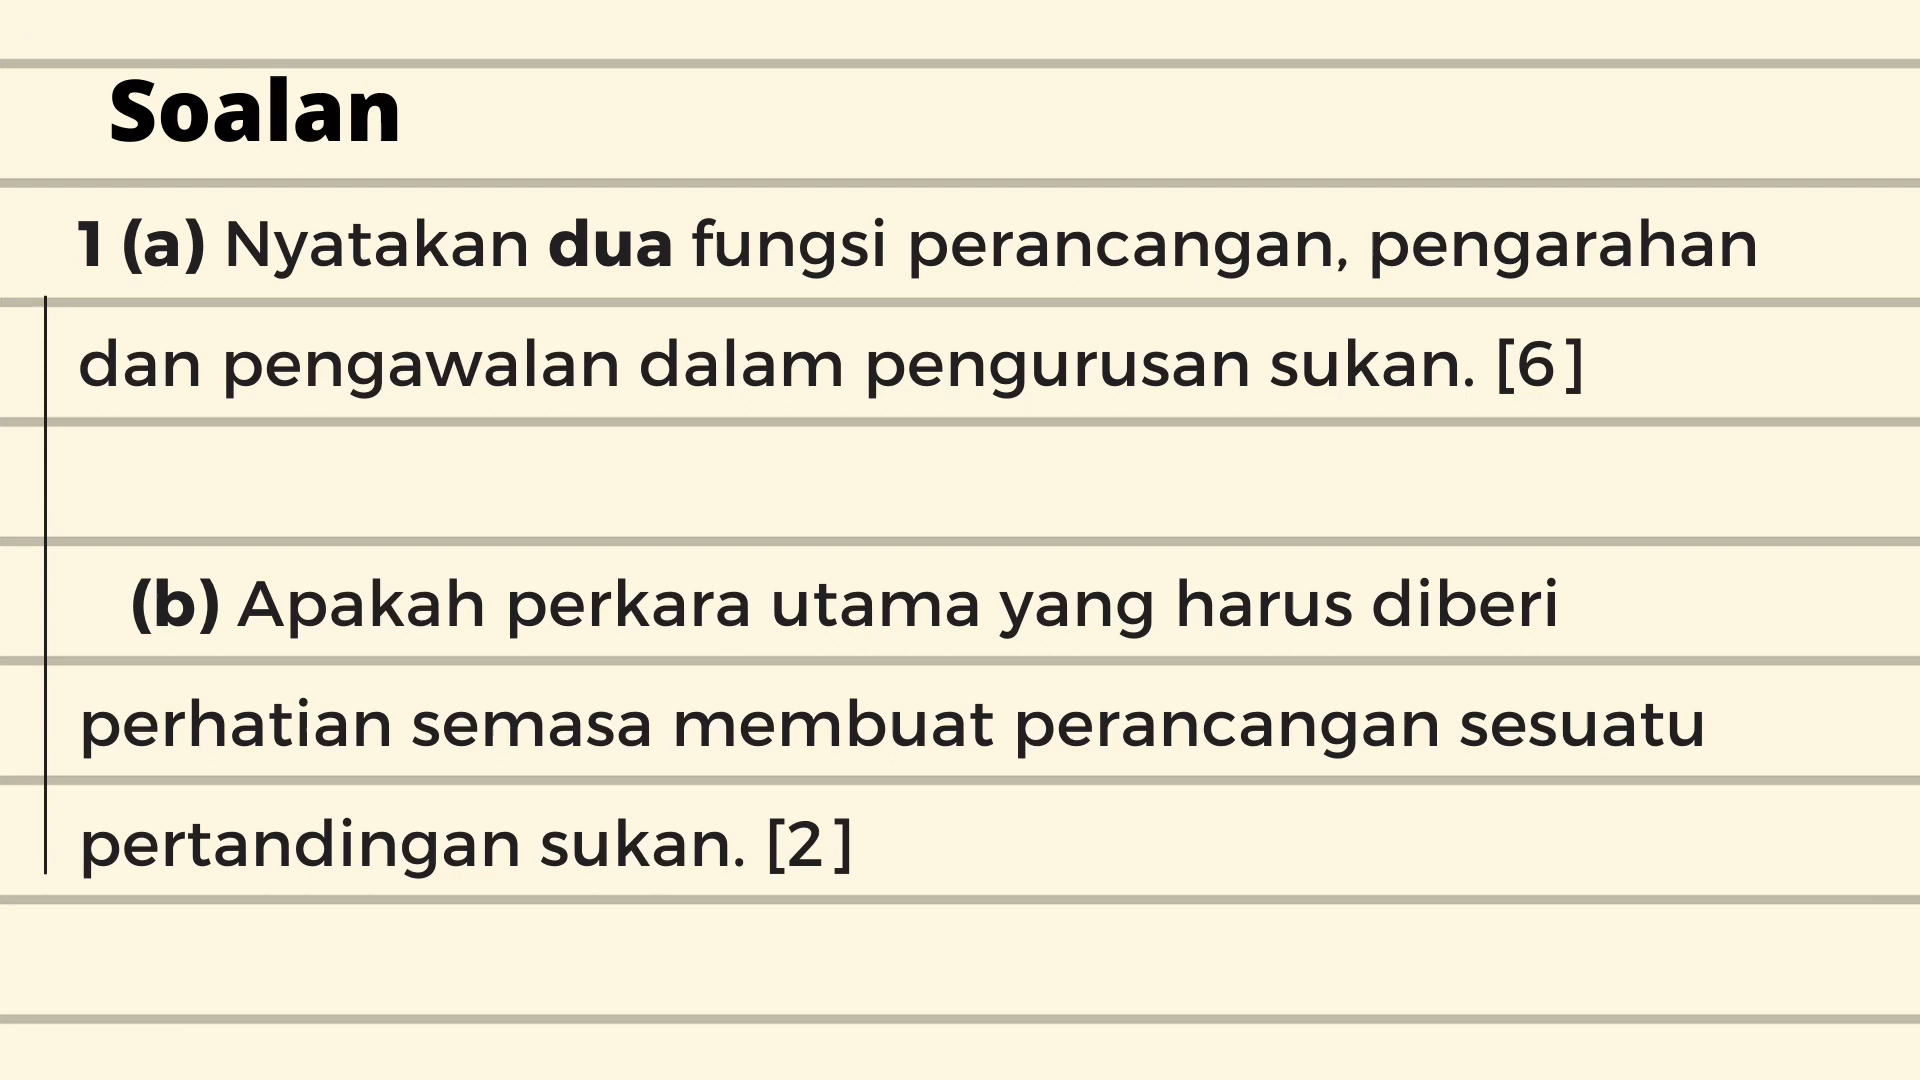 Soalan
1 (a) Nyatakan dua fungsi perancangan, pengarahan
dan pengawalan dalam pengurusan sukan. [6]
(b) Apakah perkara utama yang harus diberi
perhatian semasa membuat perancangan sesuatu
pertandingan sukan. [2]